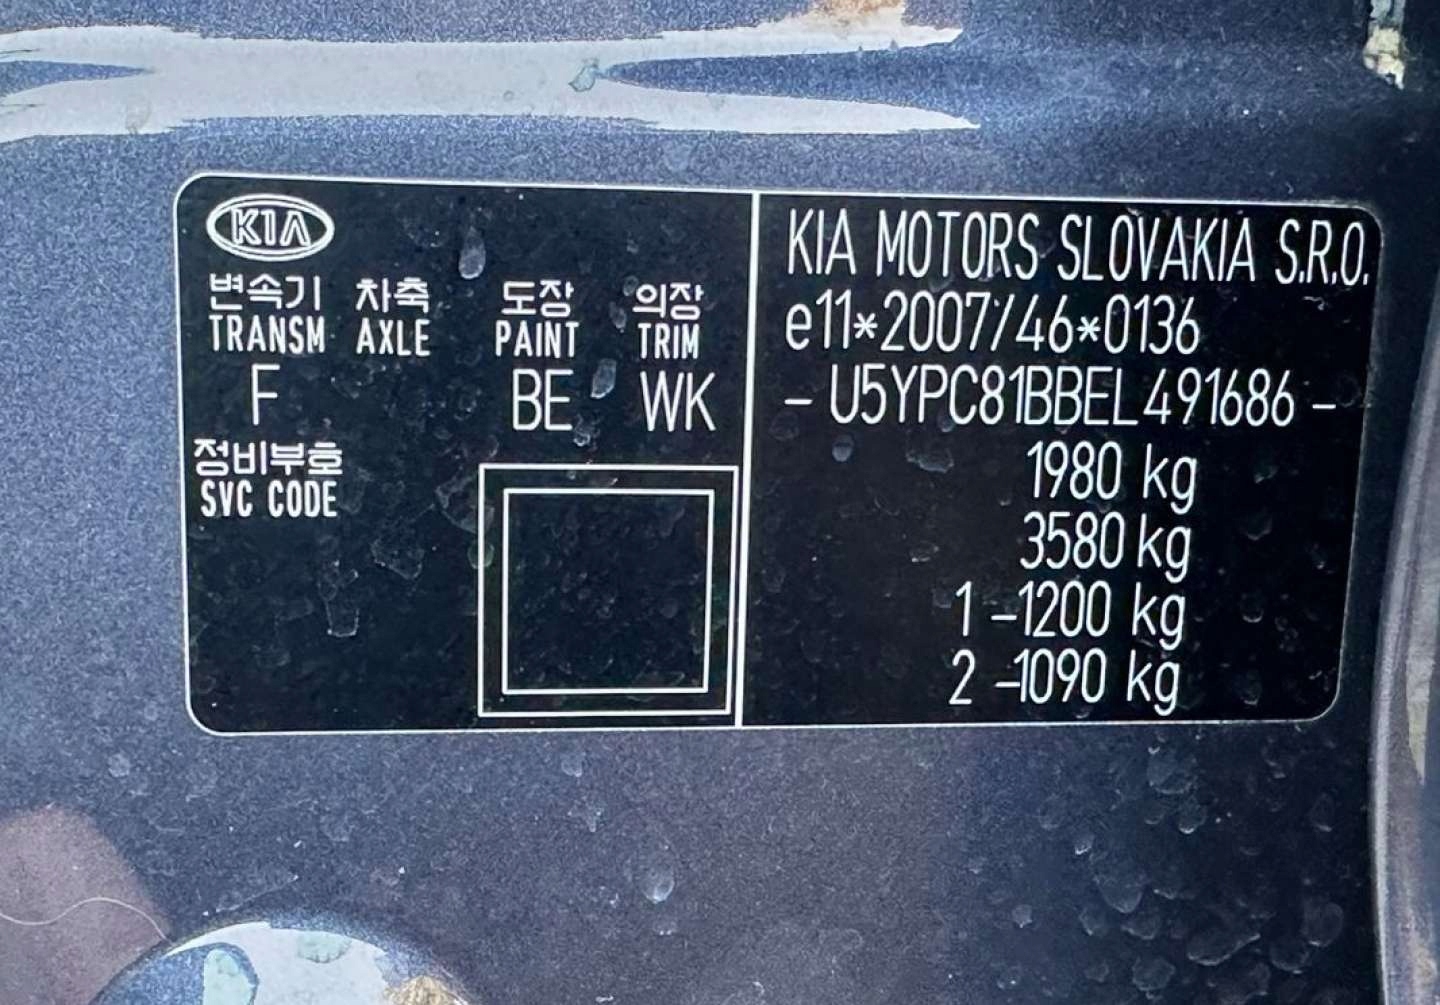 KIA
변속기 차축 도장 의장
TRANSM AXLE PAINT TRIM
F BE WK
정비부호
SVC CODE
KIA MOTORS SLOVAKIA S.R.O.
e11*2007/46*0136
- U5YPC81BBEL491686 -
1980 kg
3580 kg
1 -1200 kg
2 -1090 kg